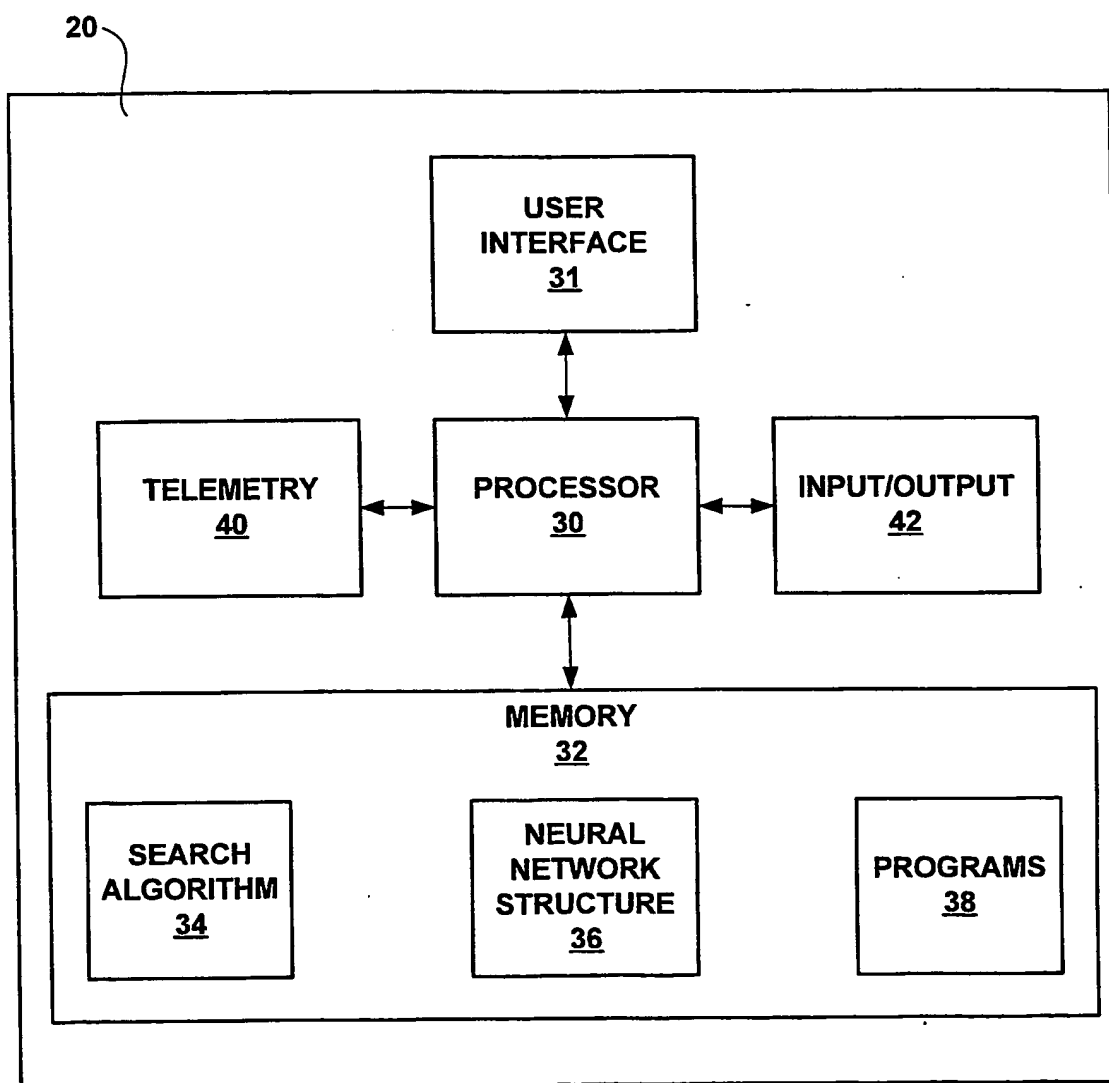 20
USER
INTERFACE
31
TELEMETRY
40
PROCESSOR
30
INPUT/OUTPUT
42
MEMORY
32
SEARCH
ALGORITHM
34
NEURAL
NETWORK
STRUCTURE
36
PROGRAMS
38